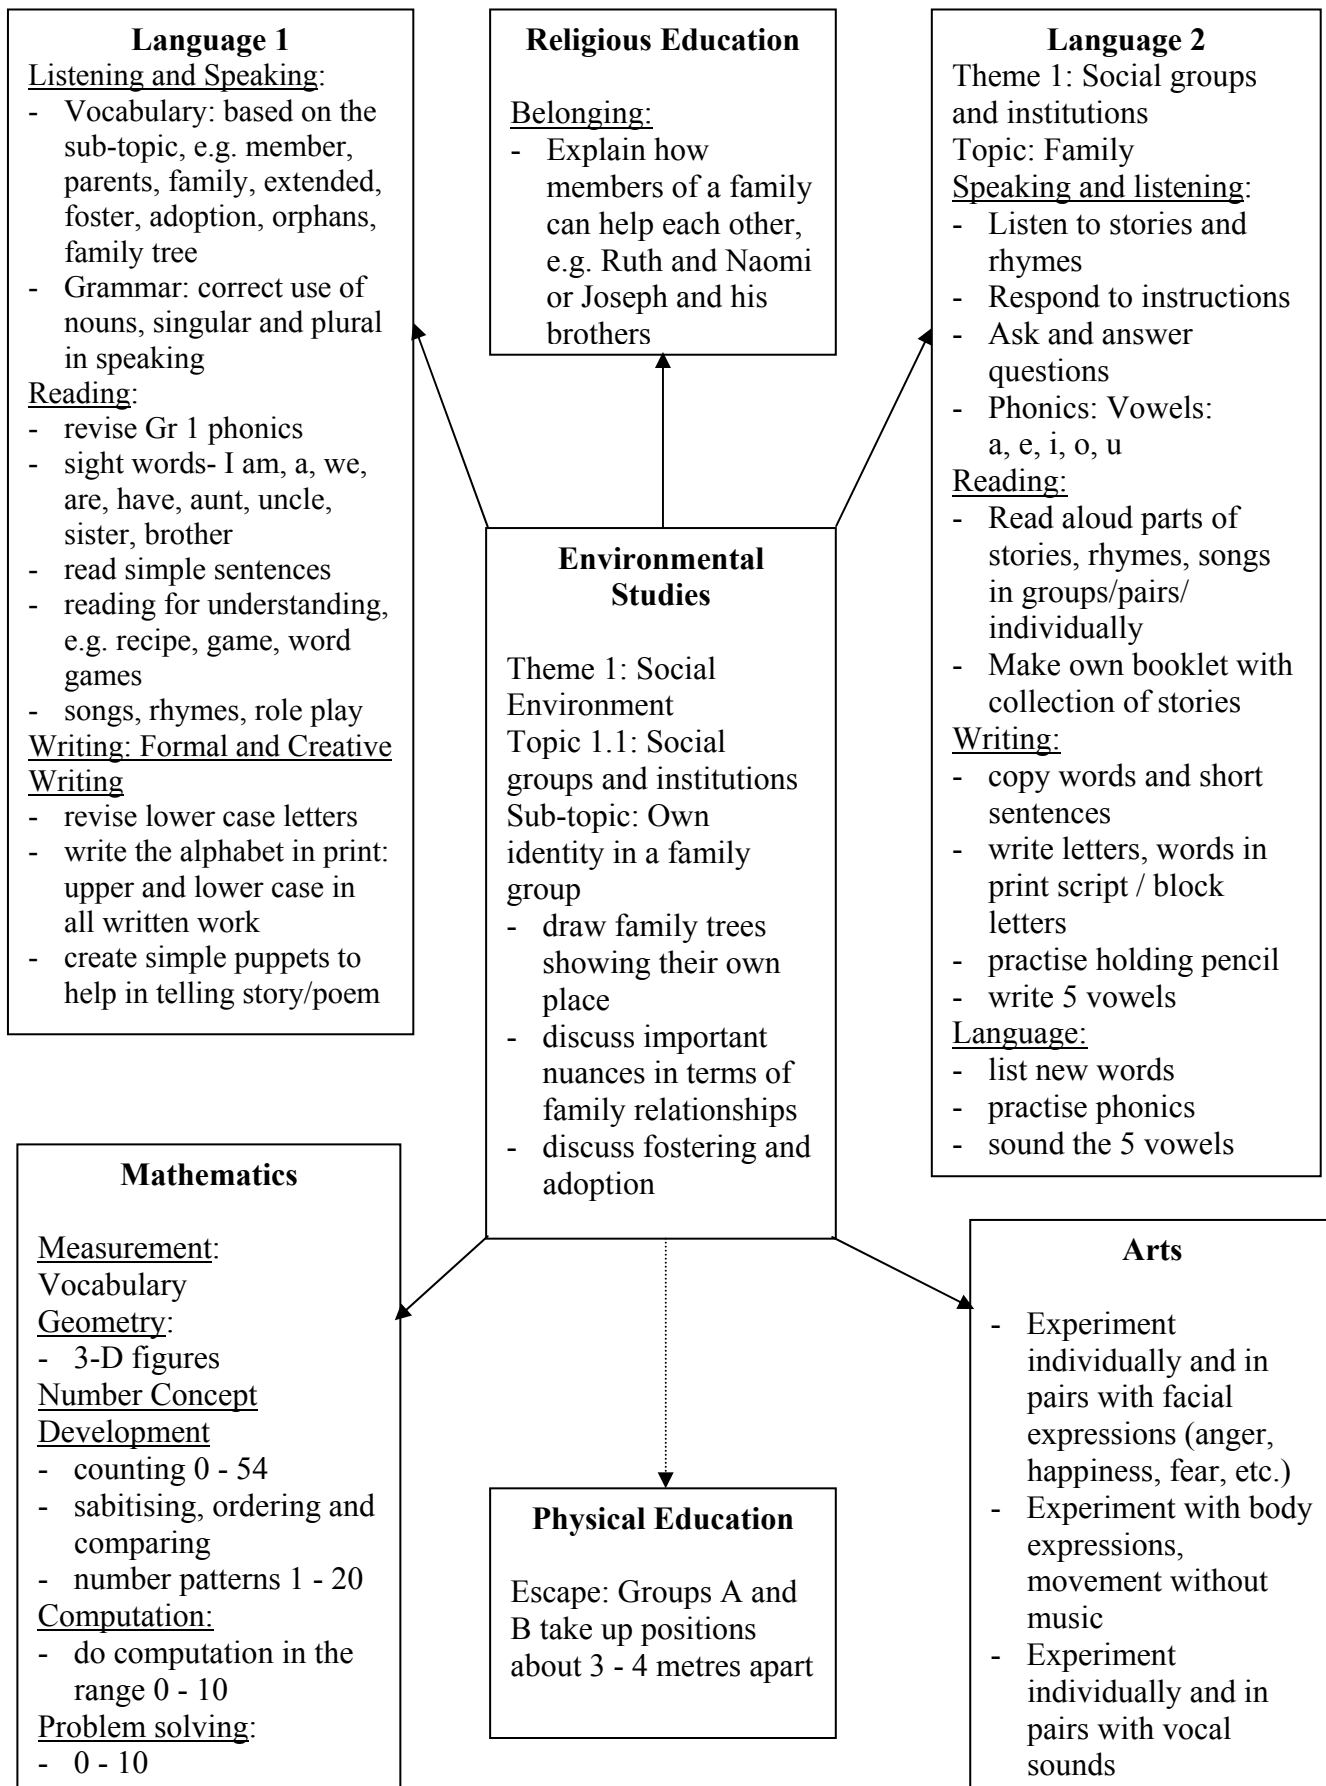 Language 1
Listening and Speaking:
- Vocabulary: based on the
sub-topic, e.g. member,
parents, family, extended,
foster, adoption, orphans,
family tree
- Grammar: correct use of
nouns, singular and plural
in speaking
Reading:
- revise Gr 1 phonics
- sight words- I am, a, we,
are, have, aunt, uncle,
sister, brother
- read simple sentences
- reading for understanding,
e.g. recipe, game, word
games
- songs, rhymes, role play
Writing: Formal and Creative
Writing
- revise lower case letters
- write the alphabet in print:
upper and lower case in
all written work
- create simple puppets to
help in telling story/poem
Religious Education
Belonging:
- Explain how
members of a family
can help each other,
e.g. Ruth and Naomi
or Joseph and his
brothers
Language 2
Theme 1: Social groups
and institutions
Topic: Family
Speaking and listening:
- Listen to stories and
rhymes
- Respond to instructions
- Ask and answer
questions
- Phonics: Vowels:
a, e, i, o, u
Reading:
- Read aloud parts of
stories, rhymes, songs
in groups/pairs/
individually
- Make own booklet with
collection of stories
Writing:
- copy words and short
sentences
- write letters, words in
print script / block
letters
- practise holding pencil
- write 5 vowels
Language:
- list new words
- practise phonics
- sound the 5 vowels
Environmental
Studies
Theme 1: Social
Environment
Topic 1.1: Social
groups and institutions
Sub-topic: Own
identity in a family
group
- draw family trees
showing their own
place
- discuss important
nuances in terms of
family relationships
- discuss fostering and
adoption
Mathematics
Measurement:
Vocabulary
Geometry:
- 3-D figures
Number Concept
Development
- counting 0 - 54
- sabitising, ordering and
comparing
- number patterns 1 - 20
Computation:
- do computation in the
range 0 - 10
Problem solving:
- 0 - 10
Physical Education
Escape: Groups A and
B take up positions
about 3 - 4 metres apart
Arts
- Experiment
individually and in
pairs with facial
expressions (anger,
happiness, fear, etc.)
- Experiment with body
expressions,
movement without
music
- Experiment
individually and in
pairs with vocal
sounds